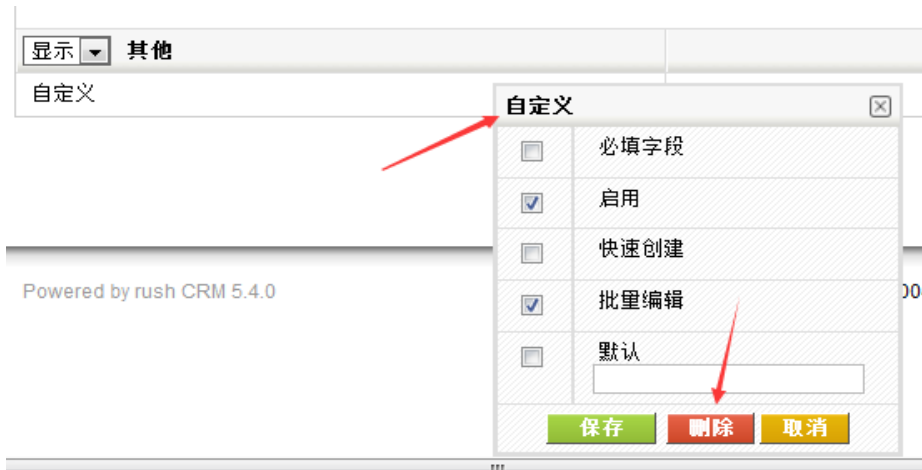 显示 其他
自定义
自定义
必填字段
启用
快速创建
批量编辑
默认
Powered by rush CRM 5.4.0
00
保存 删除 取消